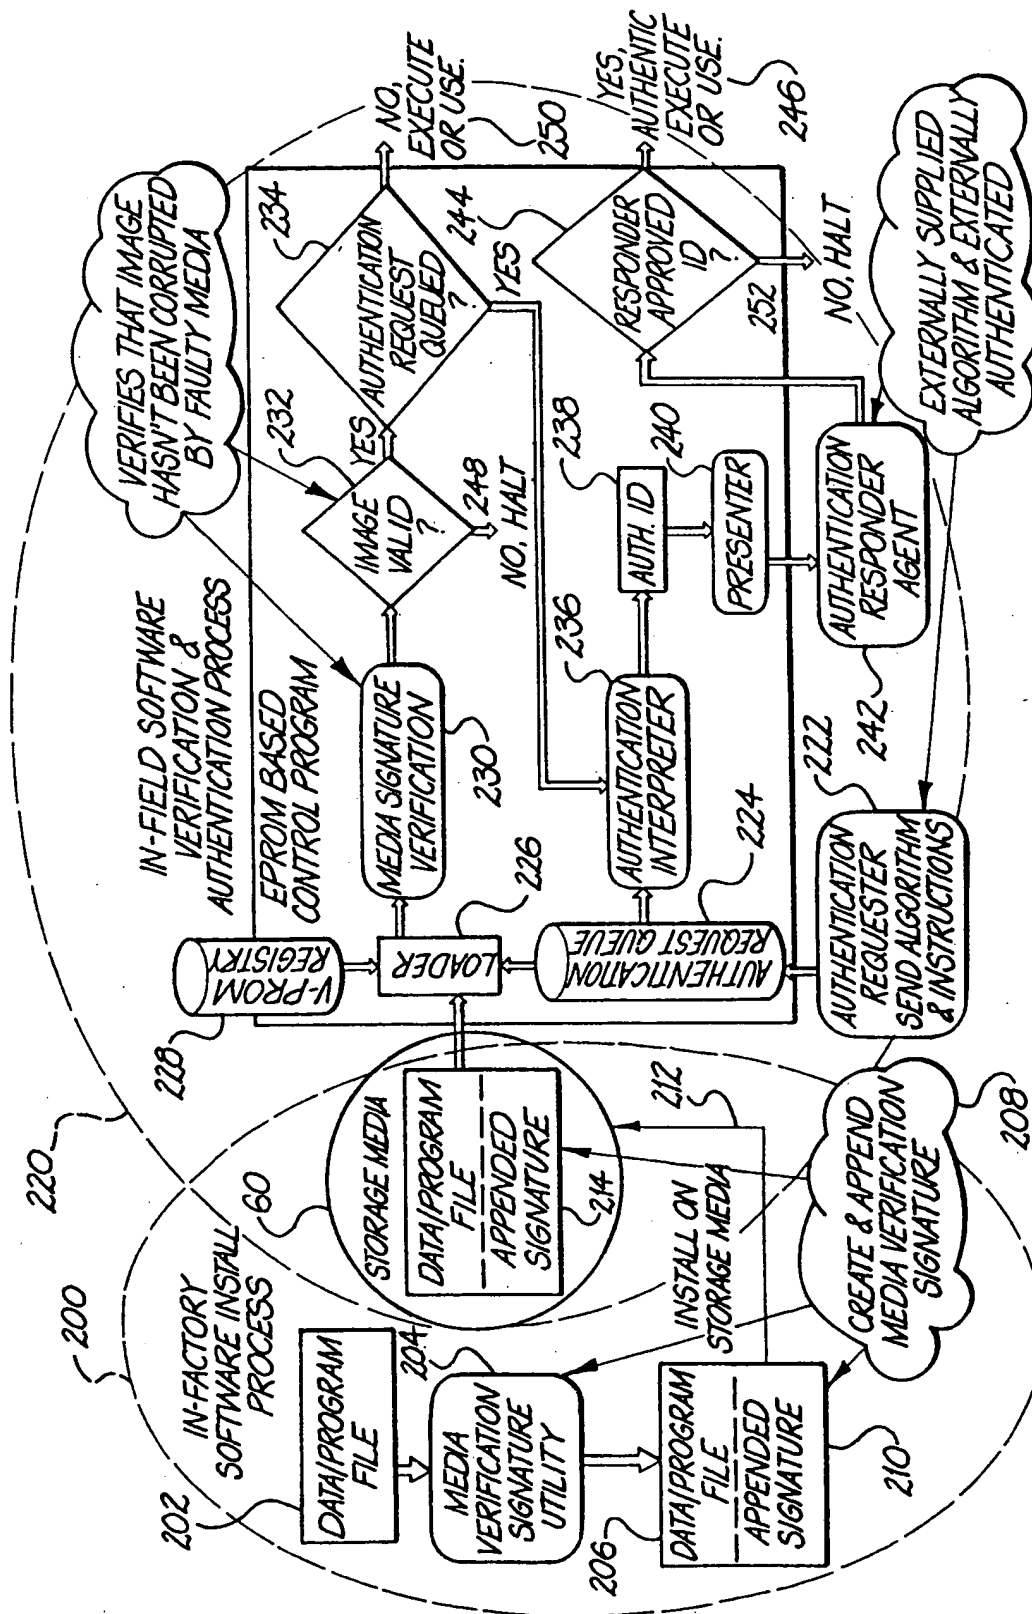 220
200
IN-FACTORY
SOFTWARE INSTALL
PROCESS
202
DATA/PROGRAM
FILE
204
MEDIA
VERIFICATION
SIGNATURE
UTILITY
206
DATA/PROGRAM
FILE
APPENDED
SIGNATURE
210
60
STORAGE MEDIA
DATA/PROGRAM
FILE
APPENDED
SIGNATURE
214
212
INSTALL ON
STORAGE MEDIA
CREATE & APPEND
MEDIA VERIFICATION
SIGNATURE
208
IN-FIELD SOFTWARE
VERIFICATION &
AUTHENTICATION PROCESS
EPROM BASED
CONTROL PROGRAM
228
V-PROM
REGISTRY
LOADER
226
AUTHENTICATION
REQUEST QUEUE
224
AUTHENTICATION
REQUESTER
SEND ALGORITHM
& INSTRUCTIONS
222
MEDIA SIGNATURE
VERIFICATION
230
VERIFIES THAT IMAGE
HASN'T BEEN CORRUPTED
BY FAULTY MEDIA
232
IMAGE
VALID
?
YES
248
NO, HALT
234
AUTHENTICATION
REQUEST
QUEUED
?
NO,
EXECUTE
OR USE.
250
YES
236
AUTHENTICATION
INTERPRETER
238
AUTH. ID
240
PRESENTER
AUTHENTICATION
RESPONDER
AGENT
242
244
RESPONDER
APPROVED
ID
?
YES,
AUTHENTIC
/EXECUTE
OR USE.
246
252
NO, HALT
EXTERNALLY SUPPLIED
ALGORITHM & EXTERNALLY
AUTHENTICATED